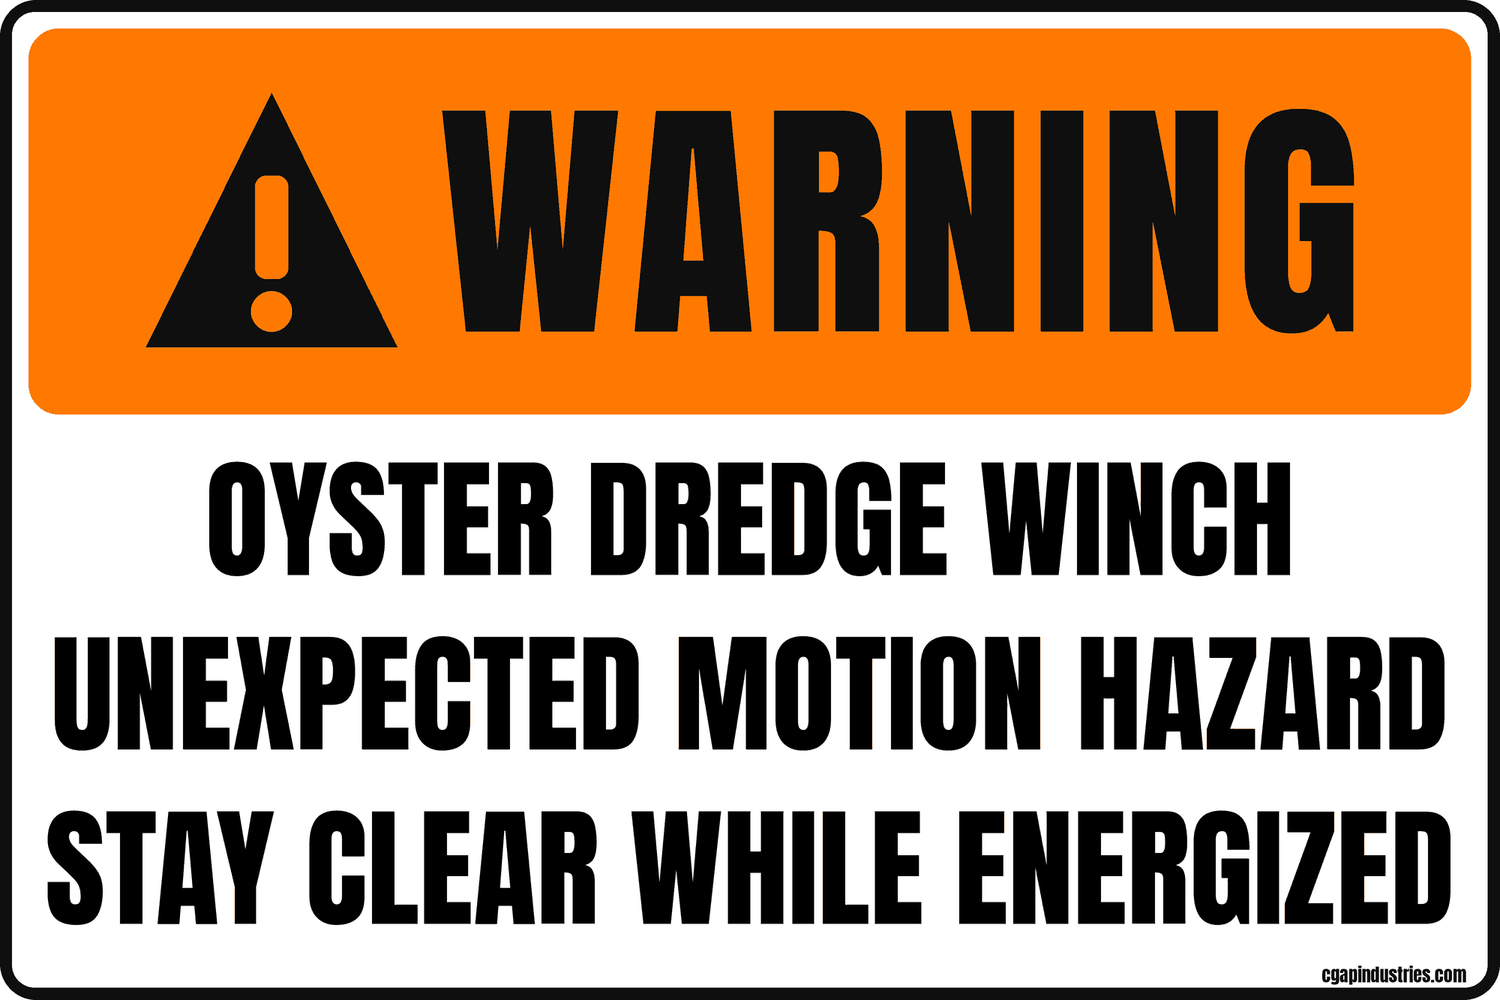 WARNING
OYSTER DREDGE WINCH
UNEXPECTED MOTION HAZARD
STAY CLEAR WHILE ENERGIZED
cgapindustries.com